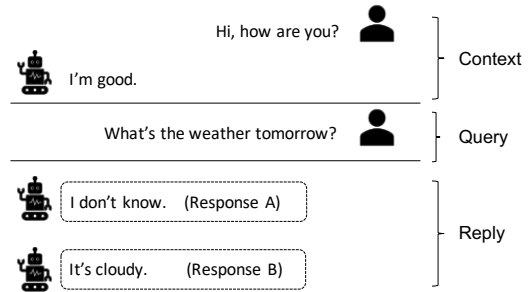 Hi, how are you?
Context
I'm good.
What's the weather tomorrow?
Query
I don't know. (Response A)
Reply
It's cloudy. (Response B)